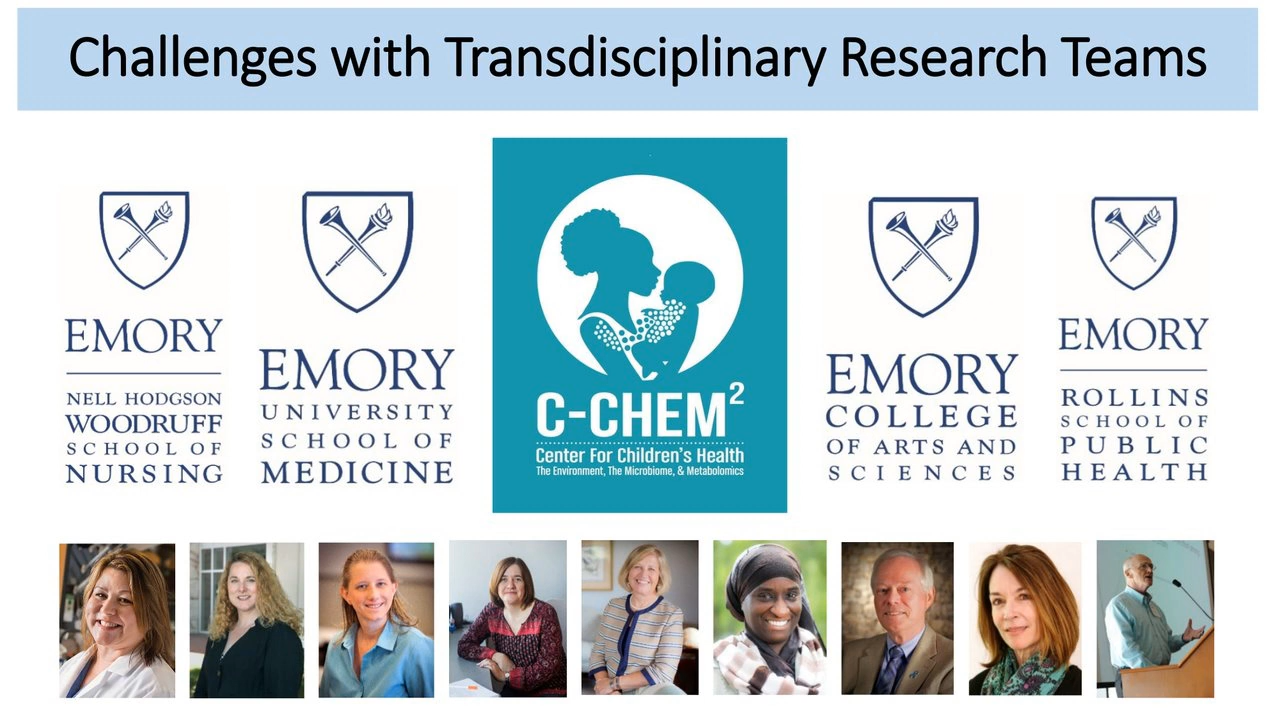 Challenges with Transdisciplinary Research Teams
EMORY
NELL HODGSON
WOODRUFF
SCHOOL OF
NURSING
EMORY
UNIVERSITY
SCHOOL OF
MEDICINE
C-CHEM²
Center For Children's Health
The Environment, The Microbiome, & Metabolomics
EMORY
COLLEGE
OF ARTS AND
SCIENCES
EMORY
ROLLINS
SCHOOL OF
PUBLIC
HEALTH